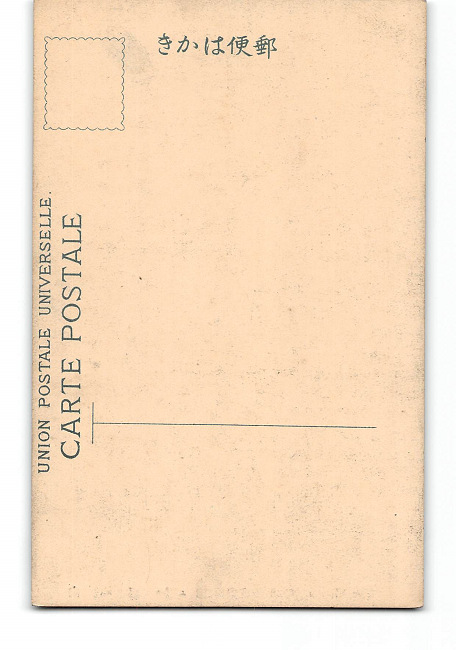 きかは便郵
UNION POSTALE UNIVERSELLE.
CARTE POSTALE